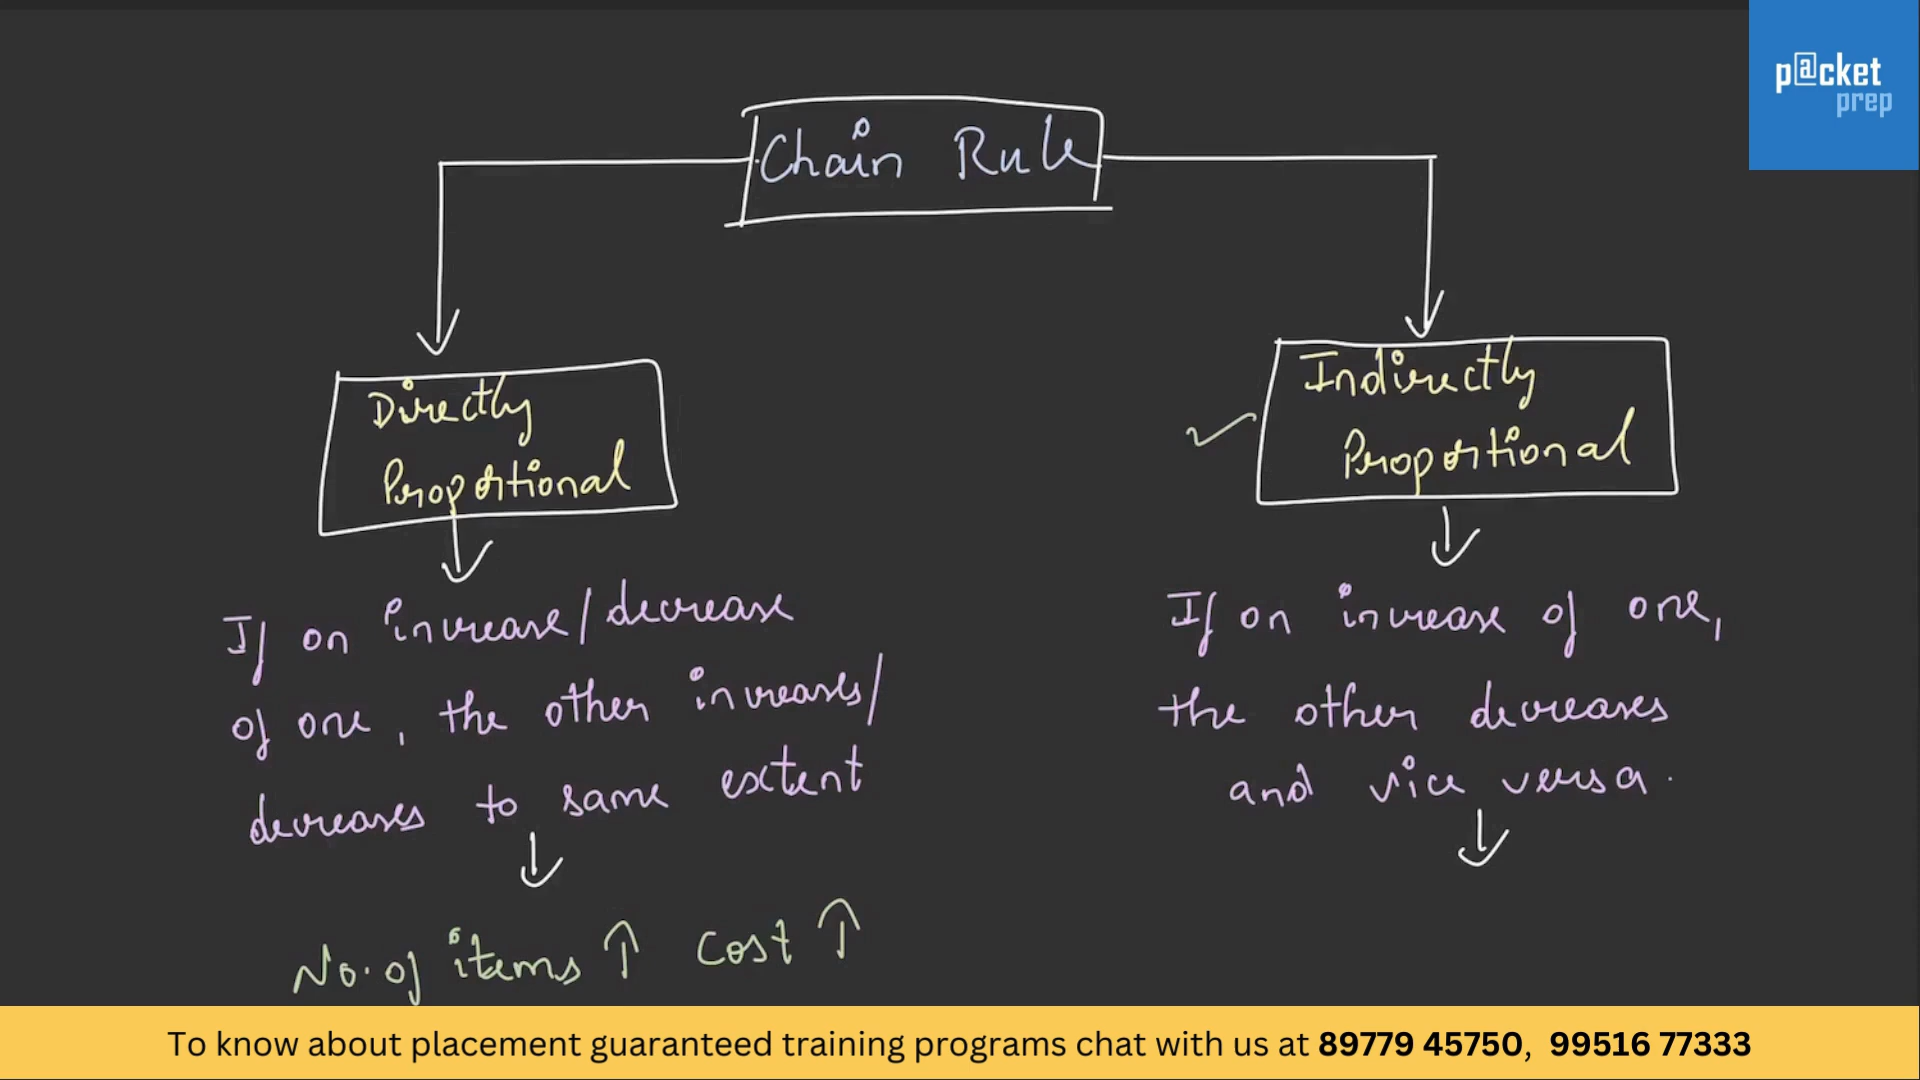 p@cket
prep
Chain Rule
Directly
Proportional
Indirectly
Proportional
If on increase/decrease
of one, the other increases/
decreases to same extent
No. of items ↑ cost ↑
If on increase of one,
the other decreases
and vice versa.
To know about placement guaranteed training programs chat with us at 89779 45750, 99516 77333